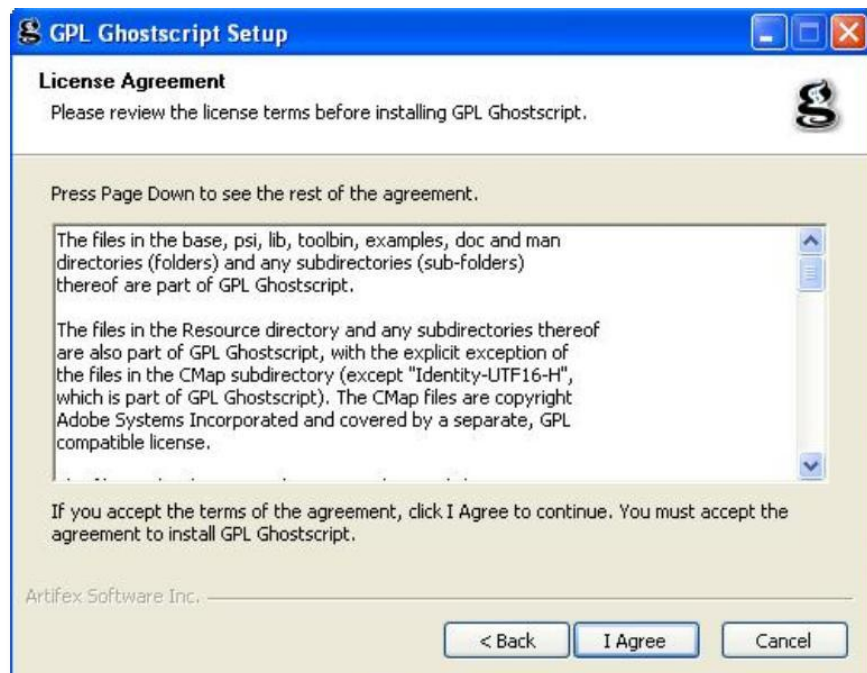 GPL Ghostscript Setup
License Agreement
Please review the license terms before installing GPL Ghostscript.
Press Page Down to see the rest of the agreement.
The files in the base, psi, lib, toolbin, examples, doc and man
directories (folders) and any subdirectories (sub-folders)
thereof are part of GPL Ghostscript.
The files in the Resource directory and any subdirectories thereof
are also part of GPL Ghostscript, with the explicit exception of
the files in the CMap subdirectory (except "Identity-UTF16-H",
which is part of GPL Ghostscript). The CMap files are copyright
Adobe Systems Incorporated and covered by a separate, GPL
compatible license.
If you accept the terms of the agreement, click I Agree to continue. You must accept the
agreement to install GPL Ghostscript.
Artifex Software Inc.
< Back I Agree Cancel